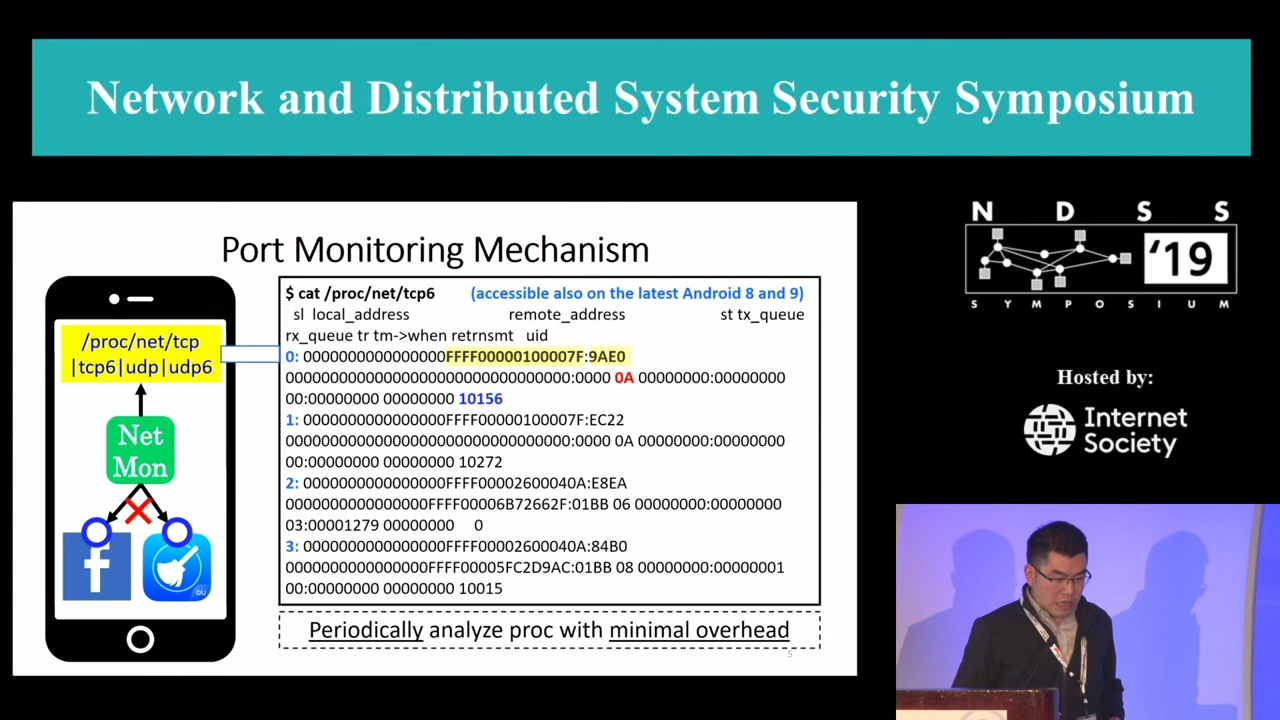 Network and Distributed System Security Symposium
Port Monitoring Mechanism
/proc/net/tcp
|tcp6|udp|udp6
Net
Mon
f
DU
$ cat /proc/net/tcp6 (accessible also on the latest Android 8 and 9)
sl local_address remote_address st tx_queue
rx_queue tr tm->when retrnsmt uid
0: 0000000000000000FFFF00000100007F:9AE0
00000000000000000000000000000000:0000 0A 00000000:00000000
00:00000000 00000000 10156
1: 0000000000000000FFFF00000100007F:EC22
00000000000000000000000000000000:0000 0A 00000000:00000000
00:00000000 00000000 10272
2: 0000000000000000FFFF00002600040A:E8EA
0000000000000000FFFF00006B72662F:01BB 06 00000000:00000000
03:00001279 00000000 0
3: 0000000000000000FFFF00002600040A:84B0
0000000000000000FFFF00005FC2D9AC:01BB 08 00000000:00000001
00:00000000 00000000 10015
Periodically analyze proc with minimal overhead
5
N D S S
'19
S Y M P O S I U M
Hosted by:
Internet
Society